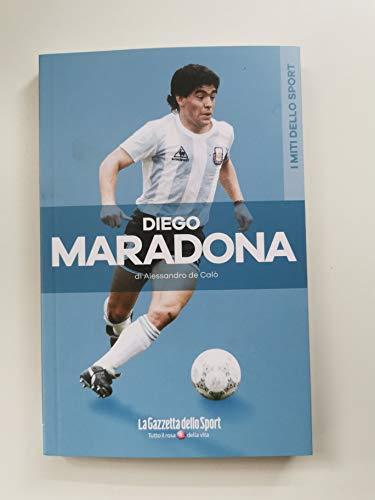 I MITI DELLO SPORT
DIEGO
MARADONA
di Alessandro de Calò
La Gazzetta dello Sport
Tutto il rosa della vita